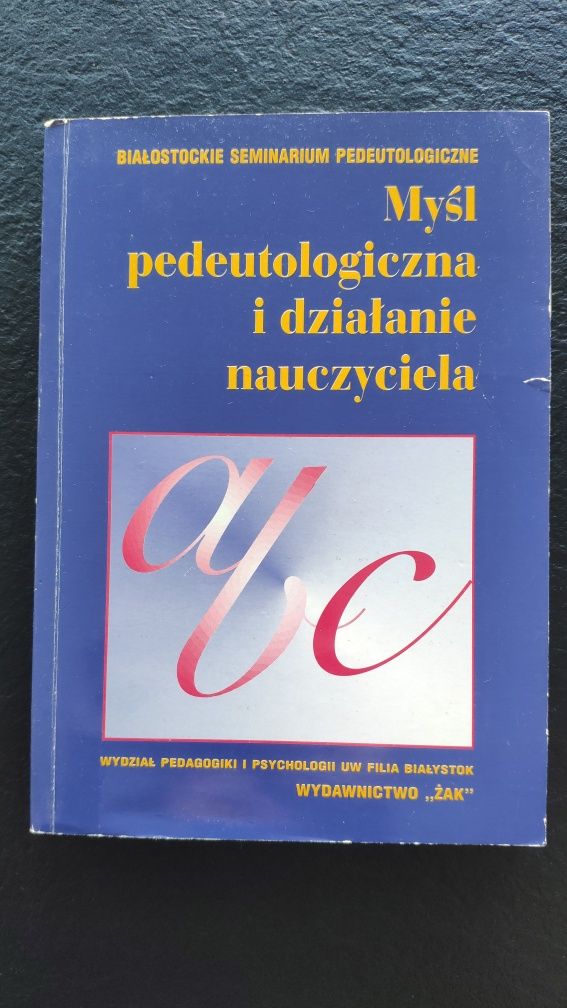 BIAŁOSTOCKIE SEMINARIUM PEDEUTOLOGICZNE
Myśl
pedeutologiczna
i działanie
nauczyciela
abc
WYDZIAŁ PEDAGOGIKI I PSYCHOLOGII UW FILIA BIAŁYSTOK
WYDAWNICTWO „ŻAK”